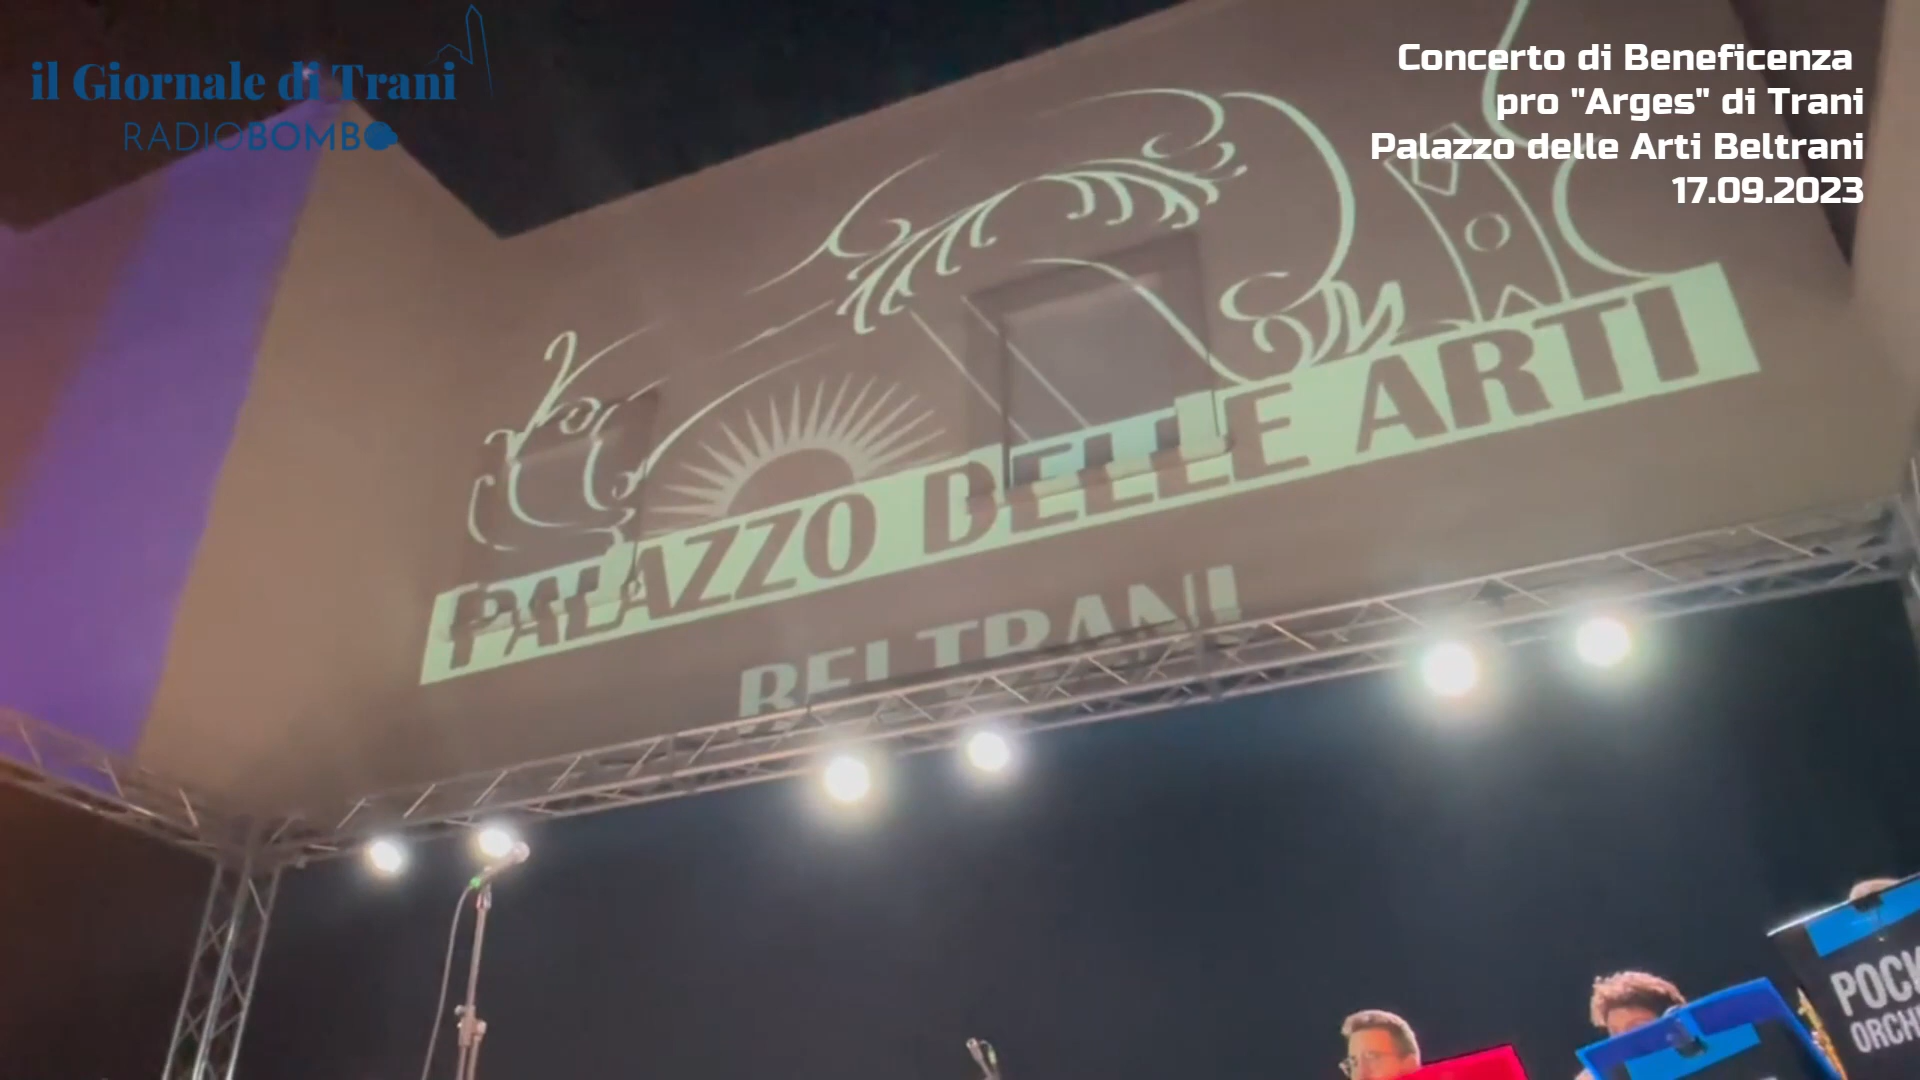 il Giornale di Trani
RADIOBOMBO
Concerto di Beneficenza
pro "Arges" di Trani
Palazzo delle Arti Beltrani
17.09.2023
PALAZZO DELLE ARTI
BELTRANI